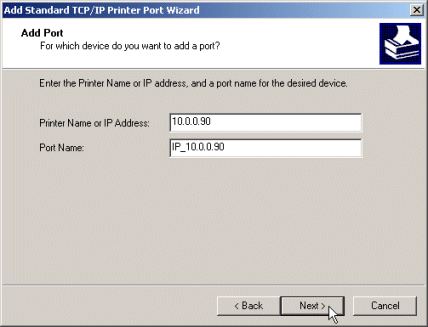 Add Standard TCP/IP Printer Port Wizard
Add Port
For which device do you want to add a port?
Enter the Printer Name or IP address, and a port name for the desired device.
Printer Name or IP Address: 10.0.0.90
Port Name: IP_10.0.0.90
< Back Next > Cancel